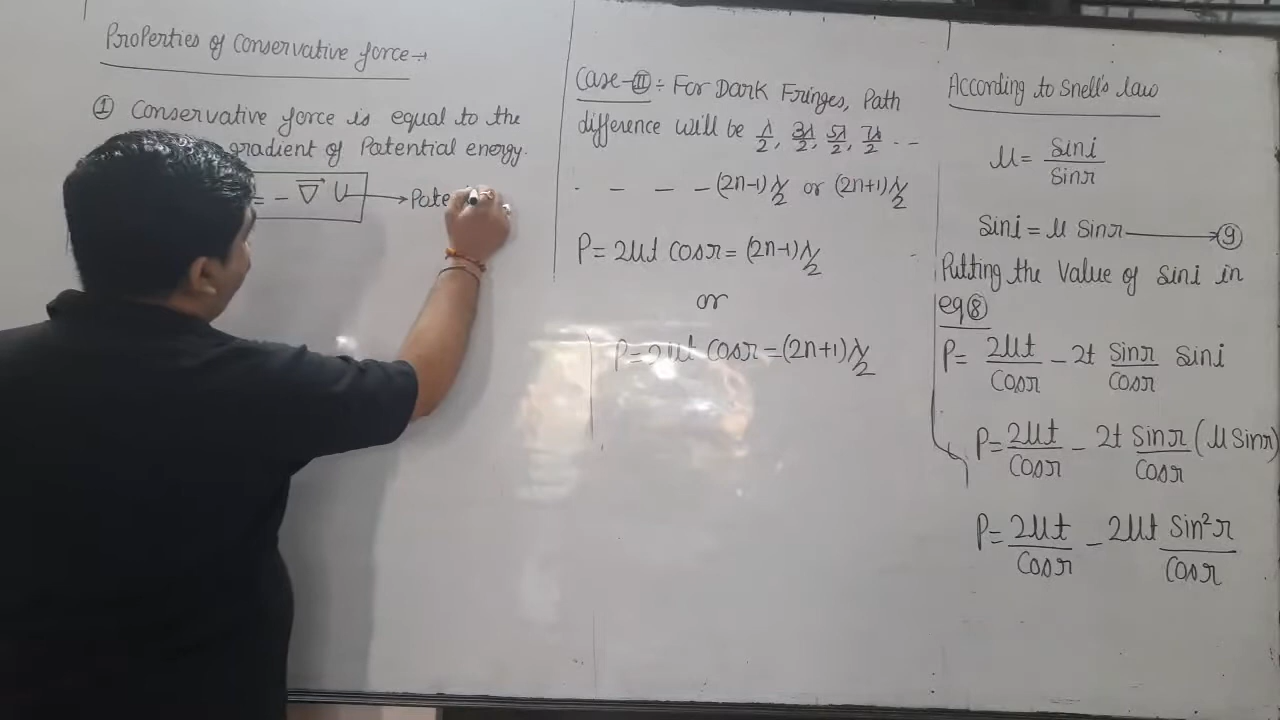 Properties of Conservative force→
① Conservative force is equal to the
gradient of Potential energy.
= - ∇⃗ U → Pote
Case-Ⅲ ÷ For Dark Fringes, Path
difference will be λ/2, 3λ/2, 5λ/2, 7λ/2 - -
- - - - (2n-1)λ/2 or (2n+1)λ/2
P= 2μt cosr = (2n-1)λ/2
or
P=2μt cosr =(2n+1)λ/2
According to Snell's law
μ= sini/sinr
Sini = μ sinr → ⑨
Putting the value of sini in
eq⑧
P= 2μt/cosr - 2t sinr/cosr sini
P= 2μt/cosr - 2t sinr/cosr (μ sinr)
P= 2μt/cosr - 2μt sin²r/cosr